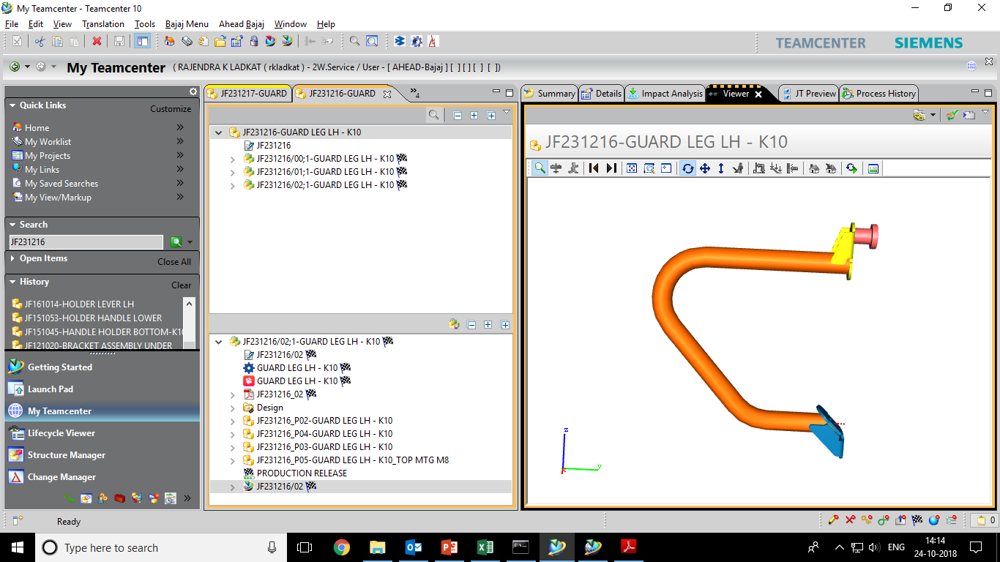 My Teamcenter - Teamcenter 10
File Edit View Translation Tools Bajaj Menu Ahead Bajaj Window Help
TEAMCENTER SIEMENS
My Teamcenter ( RAJENDRA K LADKAT ( rkladkat ) - 2W.Service / User - [ AHEAD-Bajaj ] [ ] [ ] [ ] [ ])
Quick Links Customize
Home
My Worklist
My Projects
My Links
My Saved Searches
My View/Markup
Search
JF231216
Open Items Close All
History Clear
JF161014-HOLDER LEVER LH
JF151053-HOLDER HANDLE LOWER
JF151045-HANDLE HOLDER BOTTOM-K10
JF121020-BRACKET ASSEMBLY UNDER
Getting Started
Launch Pad
My Teamcenter
Lifecycle Viewer
Structure Manager
Change Manager
JF231217-GUARD JF231216-GUARD 4
JF231216-GUARD LEG LH - K10
JF231216
JF231216/00;1-GUARD LEG LH - K10
JF231216/01;1-GUARD LEG LH - K10
JF231216/02;1-GUARD LEG LH - K10
JF231216/02;1-GUARD LEG LH - K10
JF231216/02
GUARD LEG LH - K10
GUARD LEG LH - K10
JF231216_02
Design
JF231216_P02-GUARD LEG LH - K10
JF231216_P04-GUARD LEG LH - K10
JF231216_P03-GUARD LEG LH - K10
JF231216_P05-GUARD LEG LH - K10_TOP MTG M8
PRODUCTION RELEASE
JF231216/02
Summary Details Impact Analysis Viewer JT Preview Process History
JF231216-GUARD LEG LH - K10
z
y
Ready
0
Type here to search
ENG
14:14
24-10-2018